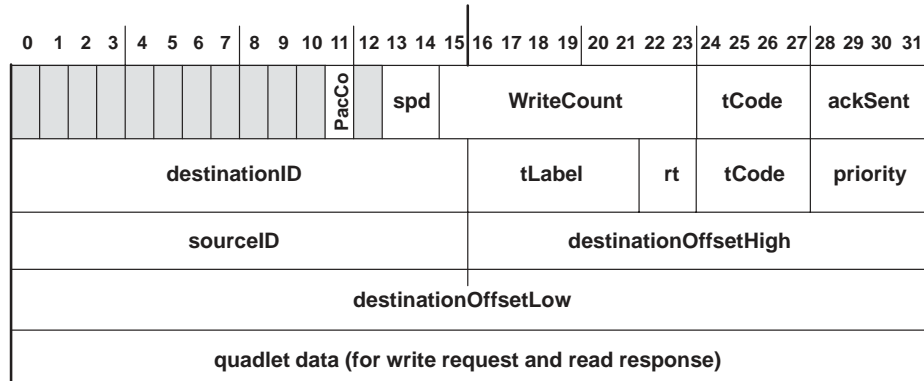 0 1 2 3 4 5 6 7 8 9 10 11 12 13 14 15 16 17 18 19 20 21 22 23 24 25 26 27 28 29 30 31
PacCo spd WriteCount tCode ackSent
destinationID tLabel rt tCode priority
sourceID destinationOffsetHigh
destinationOffsetLow
quadlet data (for write request and read response)